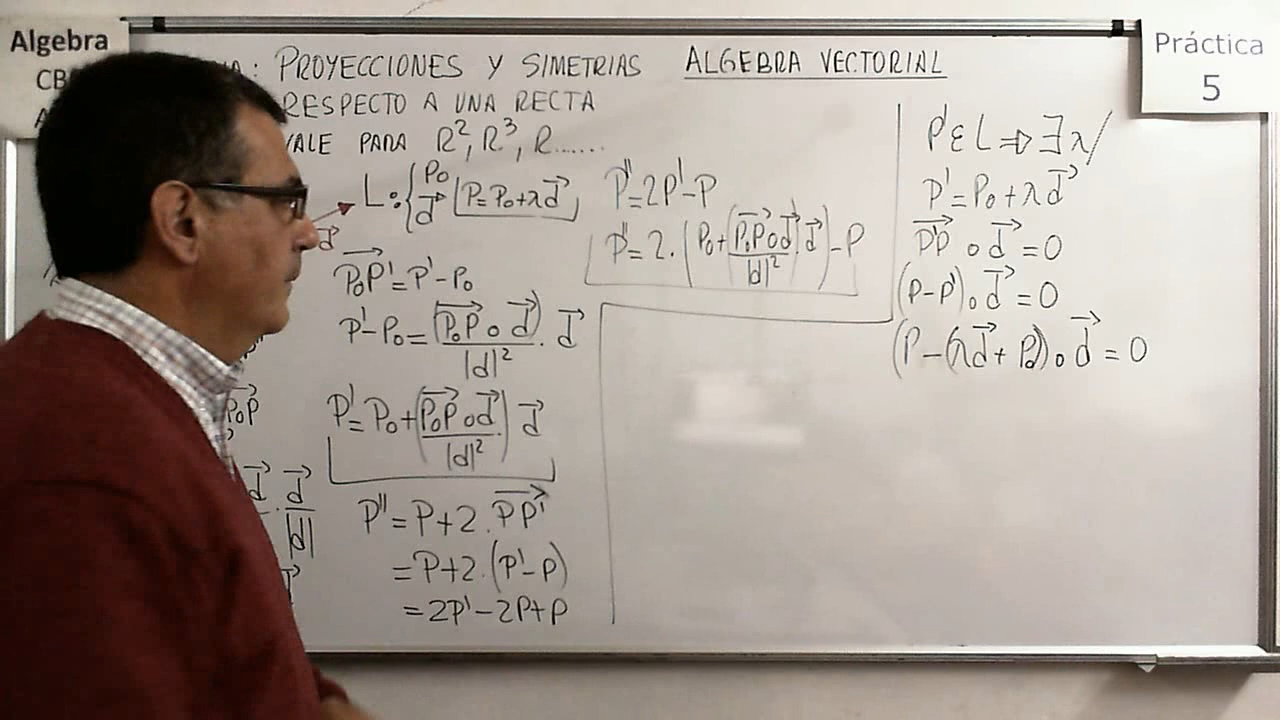 Algebra
Práctica
5
PROYECCIONES Y SIMETRIAS ALGEBRA VECTORIAL
RESPECTO A UNA RECTA
VALE PARA R², R³, R......
L: { P₀ d⃗ [P=P₀+λd⃗]
d⃗
P₀P'⃗ = P'-P₀
P'-P₀ = (P₀P⃗ ∘ d⃗)/|d|² . d⃗
P' = P₀+(P₀P⃗ ∘ d⃗/|d|²) d⃗
P'' = P+2.PP'⃗
= P+2.(P'-P)
= 2P'-2P+P
P₀P⃗
d⃗ . d⃗/|d|
P'' = 2P'-P
P'' = 2.(P₀+(P₀P⃗ ∘ d⃗/|d|²).d⃗)-P
P' ε L ⇒ ∃ λ/
P' = P₀+λd⃗
P'P⃗ ∘ d⃗ = 0
(P-P')∘d⃗ = 0
(P-(λd⃗+P₀))∘d⃗ = 0